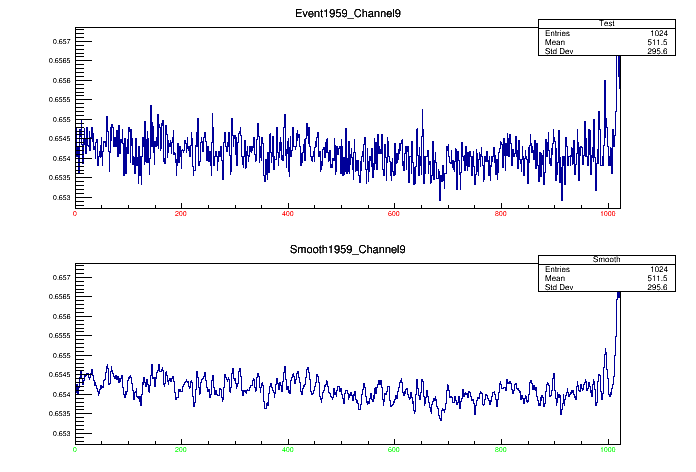 Event1959_Channel9
Test
Entries 1024
Mean 511.5
Std Dev 295.6
0.657
0.6565
0.656
0.6555
0.655
0.6545
0.654
0.6535
0.653
0 200 400 600 800 1000
Smooth1959_Channel9
Smooth
Entries 1024
Mean 511.5
Std Dev 295.6
0.657
0.6565
0.656
0.6555
0.655
0.6545
0.654
0.6535
0.653
0 200 400 600 800 1000